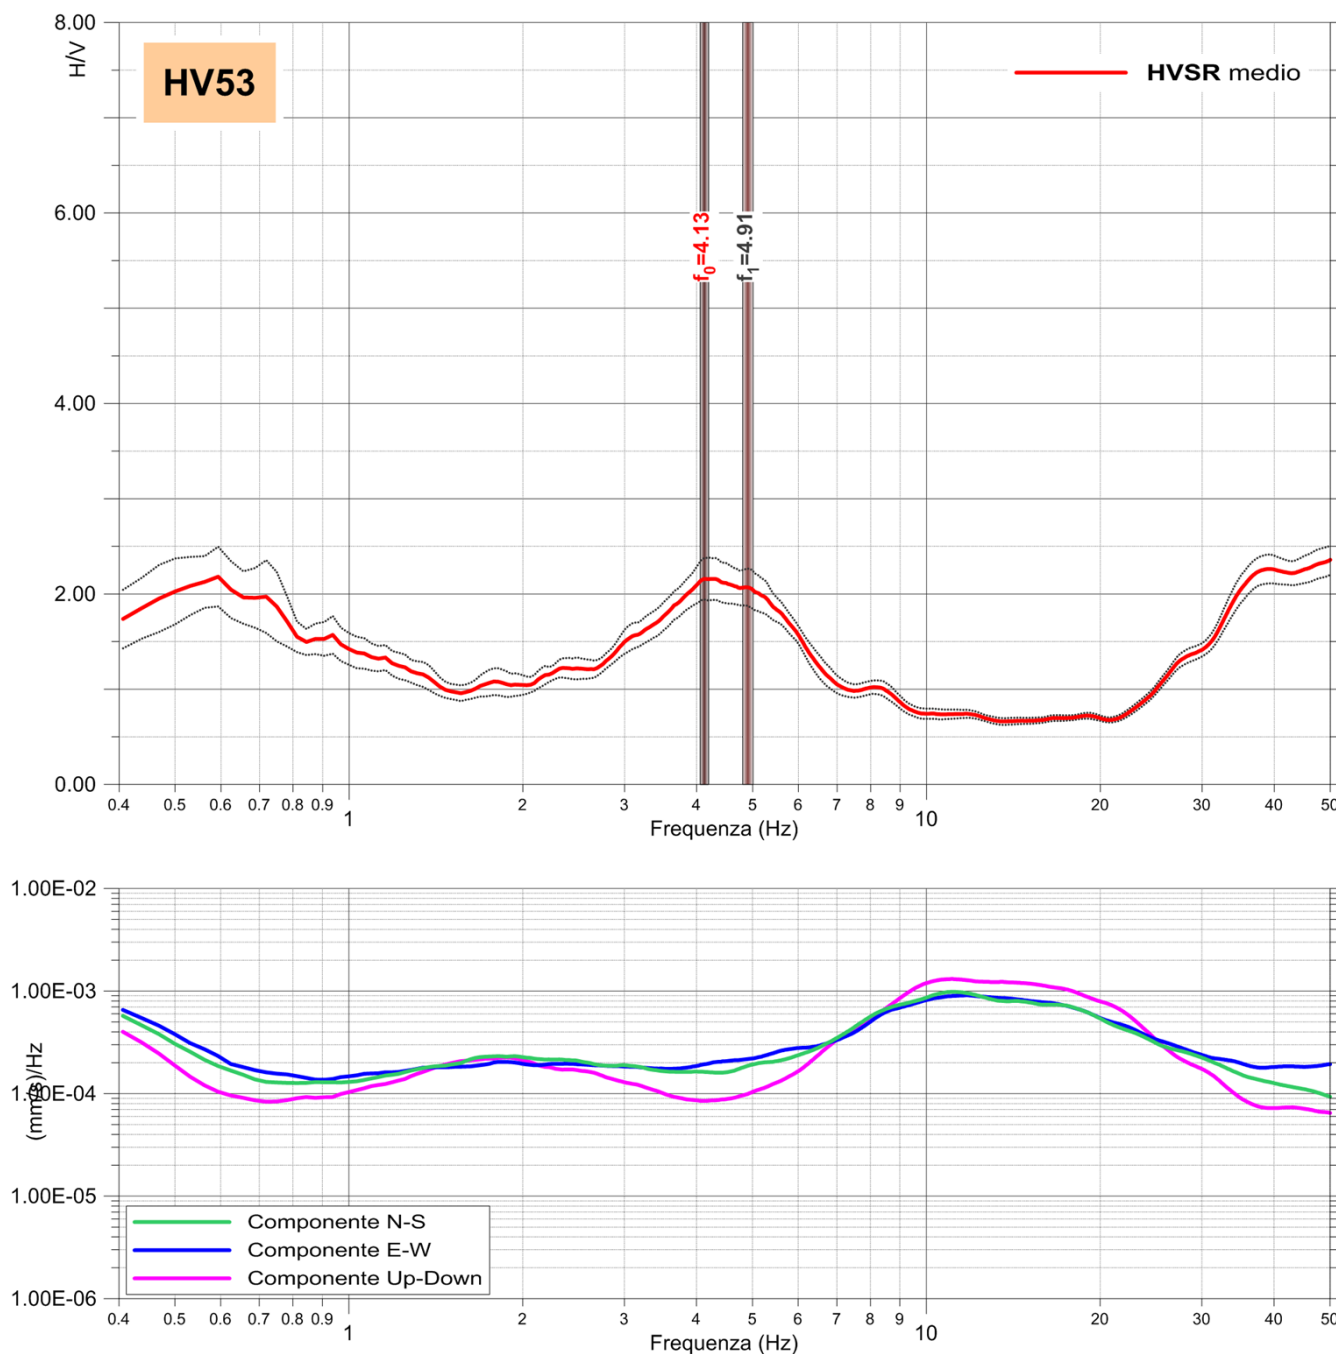 8.00
H/V
HV53
HVSR medio
6.00
f0=4.13
f1=4.91
4.00
2.00
0.00
0.4 0.5 0.6 0.7 0.8 0.9 1 2 3 4 5 6 7 8 9 10 20 30 40 50
Frequenza (Hz)
1.00E-02
1.00E-03
1.00E-04
(mm/s)/Hz
1.00E-05
Componente N-S
Componente E-W
Componente Up-Down
1.00E-06
0.4 0.5 0.6 0.7 0.8 0.9 1 2 3 4 5 6 7 8 9 10 20 30 40 50
Frequenza (Hz)